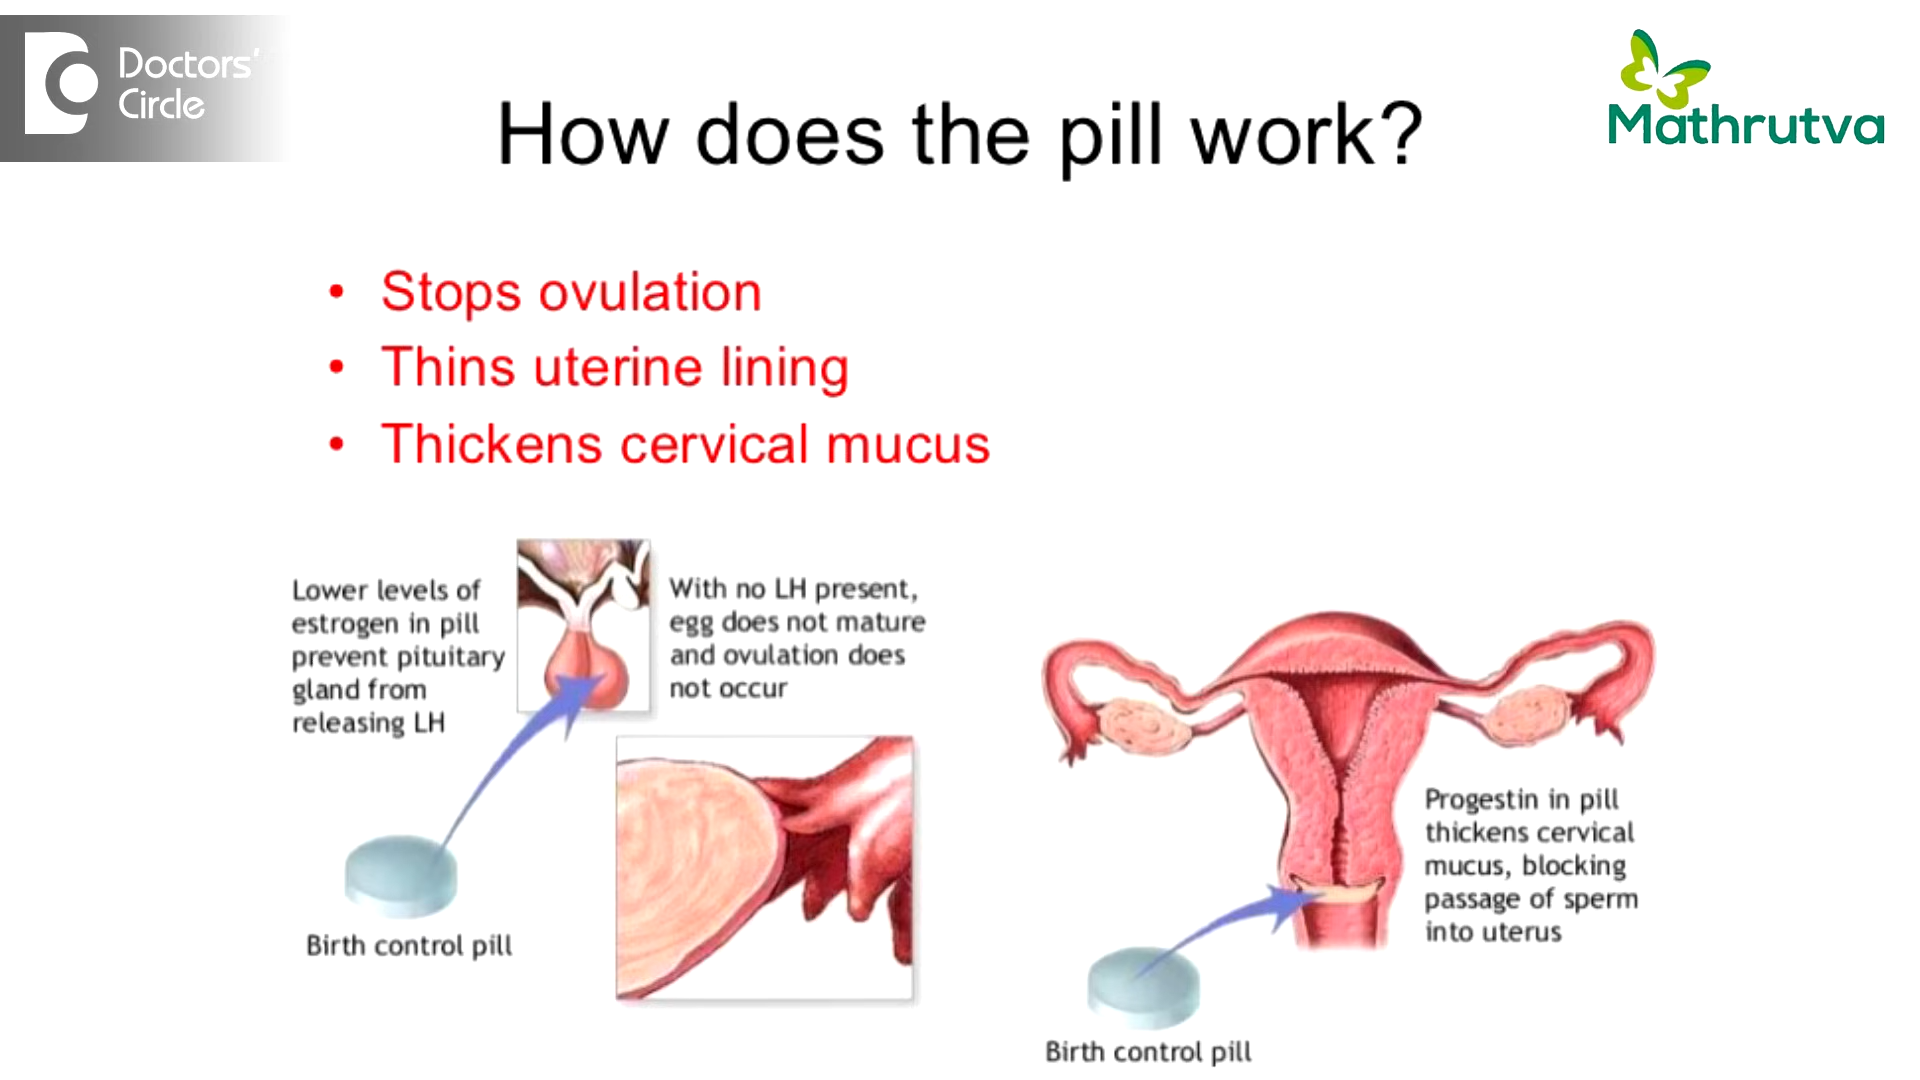 Doctors'
Circle
Mathrutva
How does the pill work?
• Stops ovulation
• Thins uterine lining
• Thickens cervical mucus
Lower levels of
estrogen in pill
prevent pituitary
gland from
releasing LH
With no LH present,
egg does not mature
and ovulation does
not occur
Birth control pill
Progestin in pill
thickens cervical
mucus, blocking
passage of sperm
into uterus
Birth control pill